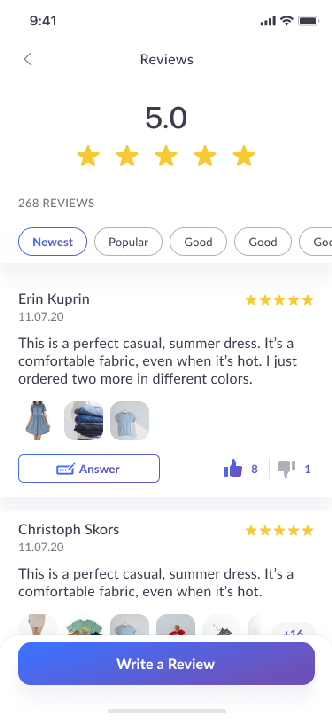 9:41
Reviews
5.0
268 REVIEWS
Newest Popular Good Good Goo
Erin Kuprin
11.07.20
This is a perfect casual, summer dress. It's a
comfortable fabric, even when it's hot. I just
ordered two more in different colors.
Answer 8 1
Christoph Skors
11.07.20
This is a perfect casual, summer dress. It's a
comfortable fabric, even when it's hot.
+16
Write a Review